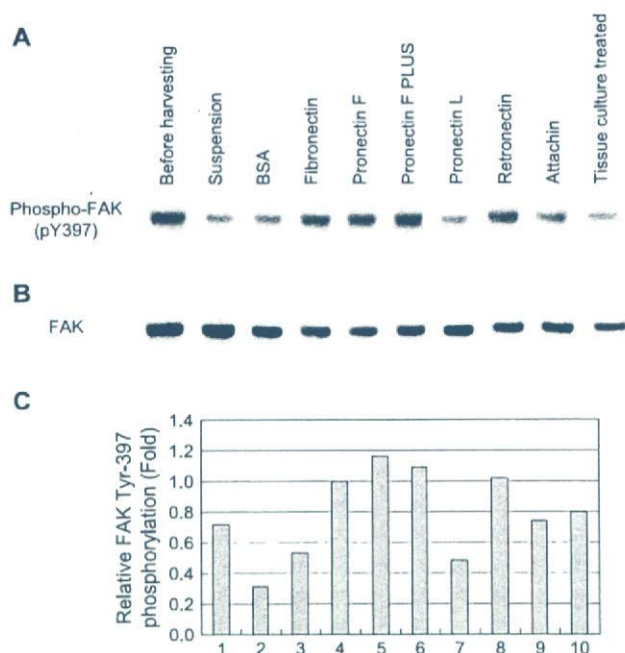 A
Before harvesting
Suspension
BSA
Fibronectin
Pronectin F
Pronectin F PLUS
Pronectin L
Retronectin
Attachin
Tissue culture treated
Phospho-FAK
(pY397)
B
FAK
C
Relative FAK Tyr-397
phosphorylation (Fold)
1.4
1.2
1.0
0.8
0.6
0.4
0.2
0.0
1 2 3 4 5 6 7 8 9 10